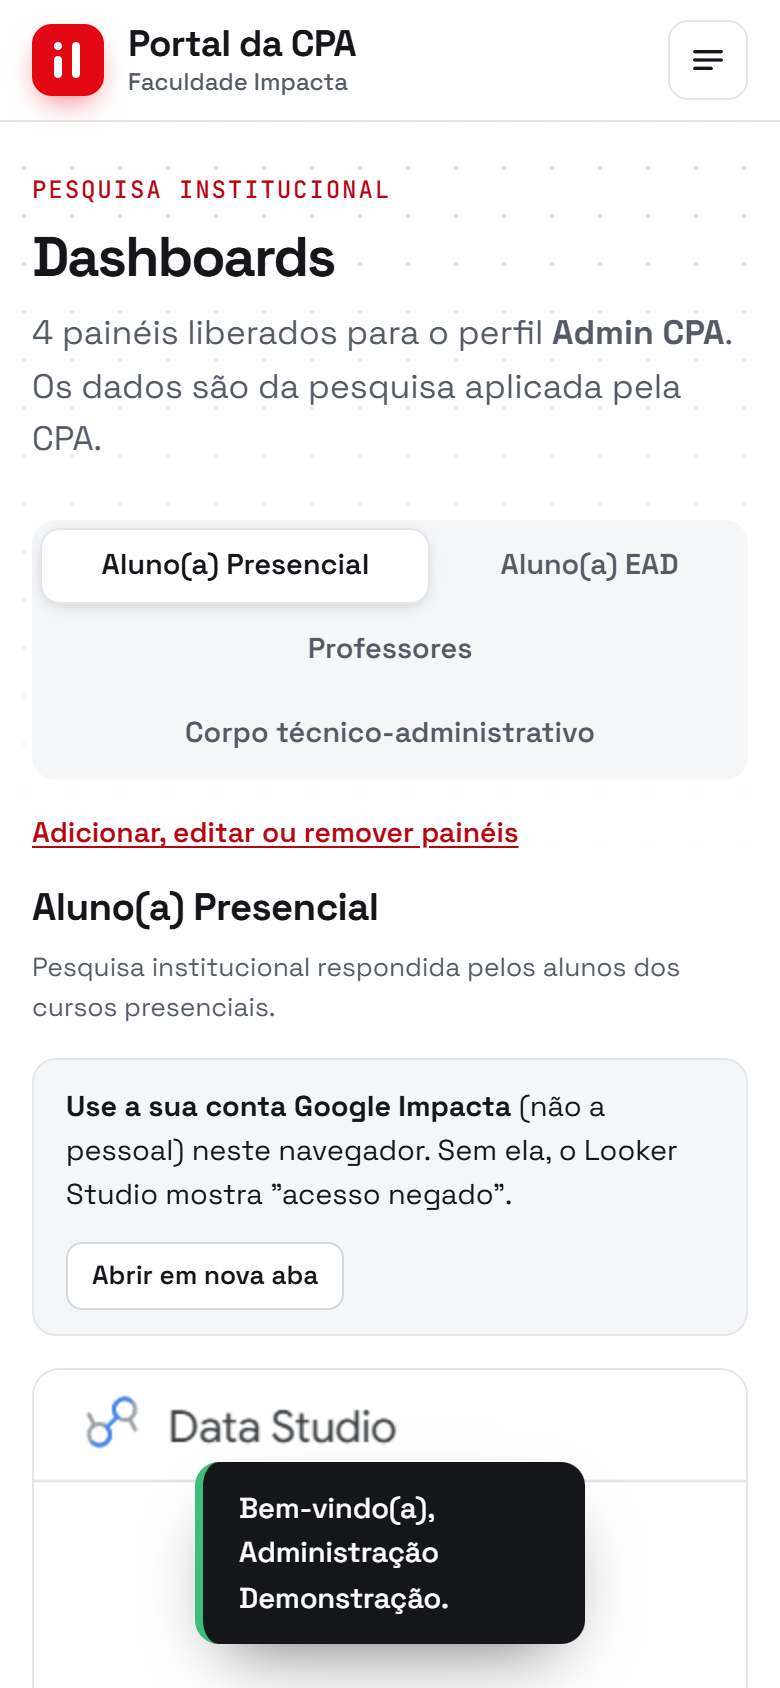 Portal da CPA
Faculdade Impacta
PESQUISA INSTITUCIONAL
Dashboards
4 painéis liberados para o perfil Admin CPA.
Os dados são da pesquisa aplicada pela
CPA.
Aluno(a) Presencial
Aluno(a) EAD
Professores
Corpo técnico-administrativo
Adicionar, editar ou remover painéis
Aluno(a) Presencial
Pesquisa institucional respondida pelos alunos dos
cursos presenciais.
Use a sua conta Google Impacta (não a
pessoal) neste navegador. Sem ela, o Looker
Studio mostra ”acesso negado”.
Abrir em nova aba
Data Studio
Bem-vindo(a),
Administração
Demonstração.